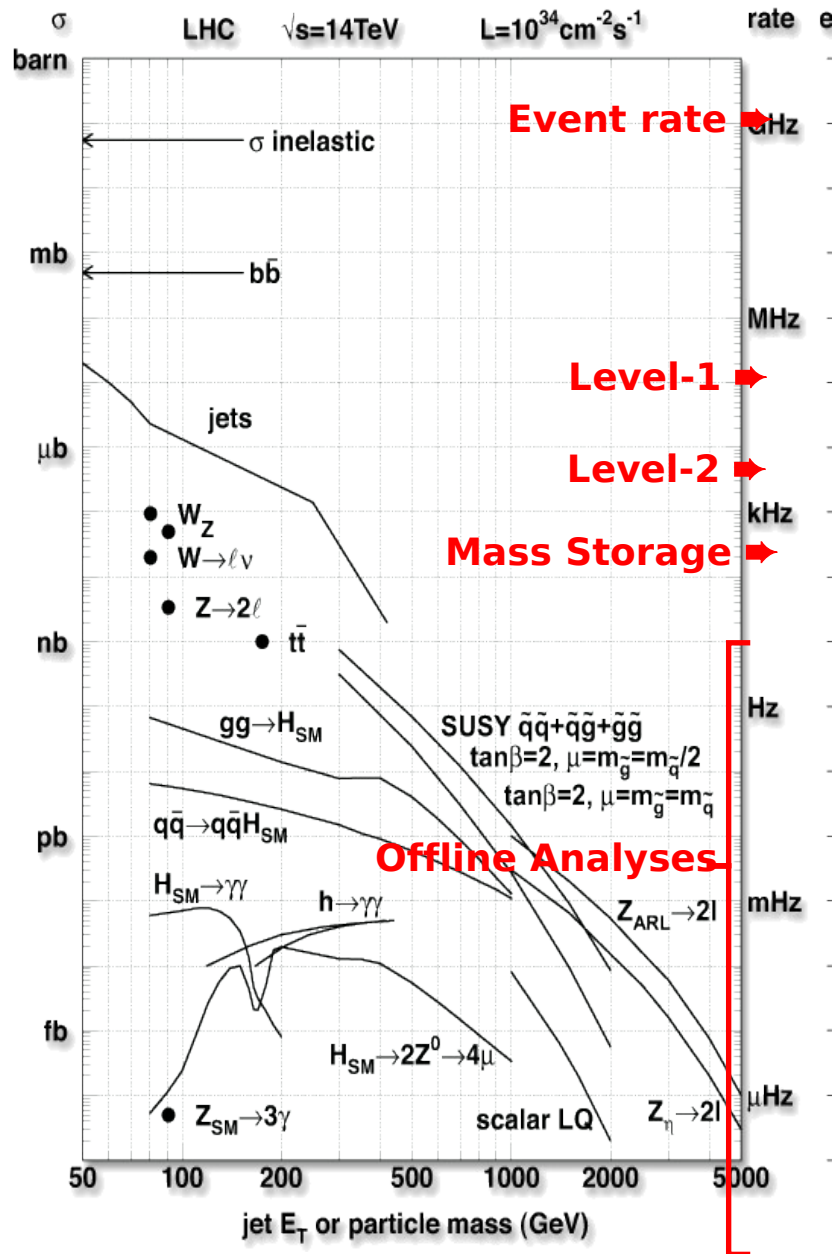 σ LHC √s=14TeV L=10³⁴cm⁻²s⁻¹ rate e
barn
Event rate
GHz
σ inelastic
mb
bb̄
MHz
Level-1
jets
μb
Level-2
W
kHz
Z
Mass Storage
W→ℓν
Z→2ℓ
nb
tt̄
Hz
gg→H_SM
SUSY q̃q̃+q̃g̃+g̃g̃
tanβ=2, μ=m_g̃=m_q̃/2
tanβ=2, μ=m_g̃=m_q̃
qq̄→qq̄H_SM
pb
Offline Analyses
H_SM→γγ
h→γγ
mHz
Z_ARL→2l
fb
H_SM→2Z⁰→4μ
μHz
Z_SM→3γ
scalar LQ
Z_η→2l
50 100 200 500 1000 2000 5000
jet E_T or particle mass (GeV)